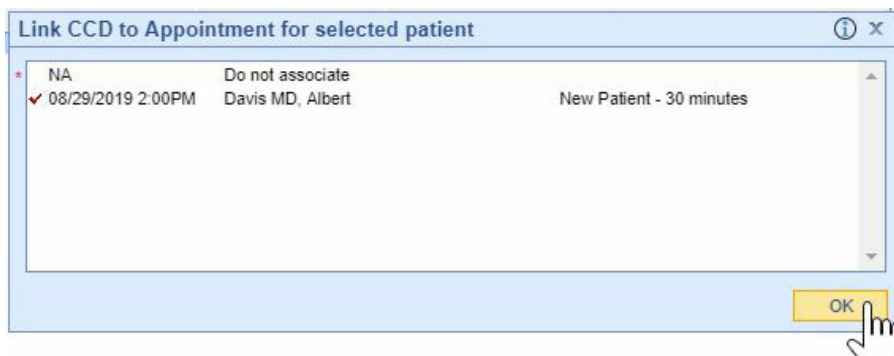 Link CCD to Appointment for selected patient
* NA Do not associate
08/29/2019 2:00PM Davis MD, Albert New Patient - 30 minutes
OK